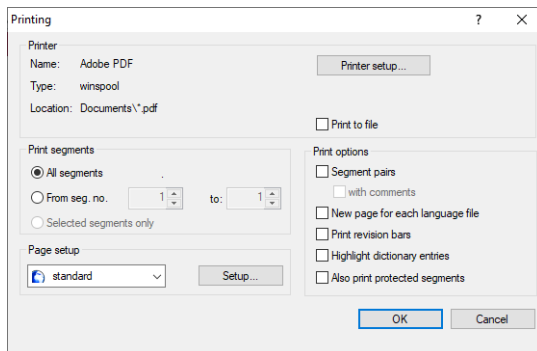 Printing
Printer
Name: Adobe PDF
Printer setup...
Type: winspool
Location: Documents\*.pdf
Print to file
Print segments
All segments .
From seg. no. 1 to: 1
Selected segments only
Page setup
standard
Setup...
Print options
Segment pairs
with comments
New page for each language file
Print revision bars
Highlight dictionary entries
Also print protected segments
OK
Cancel